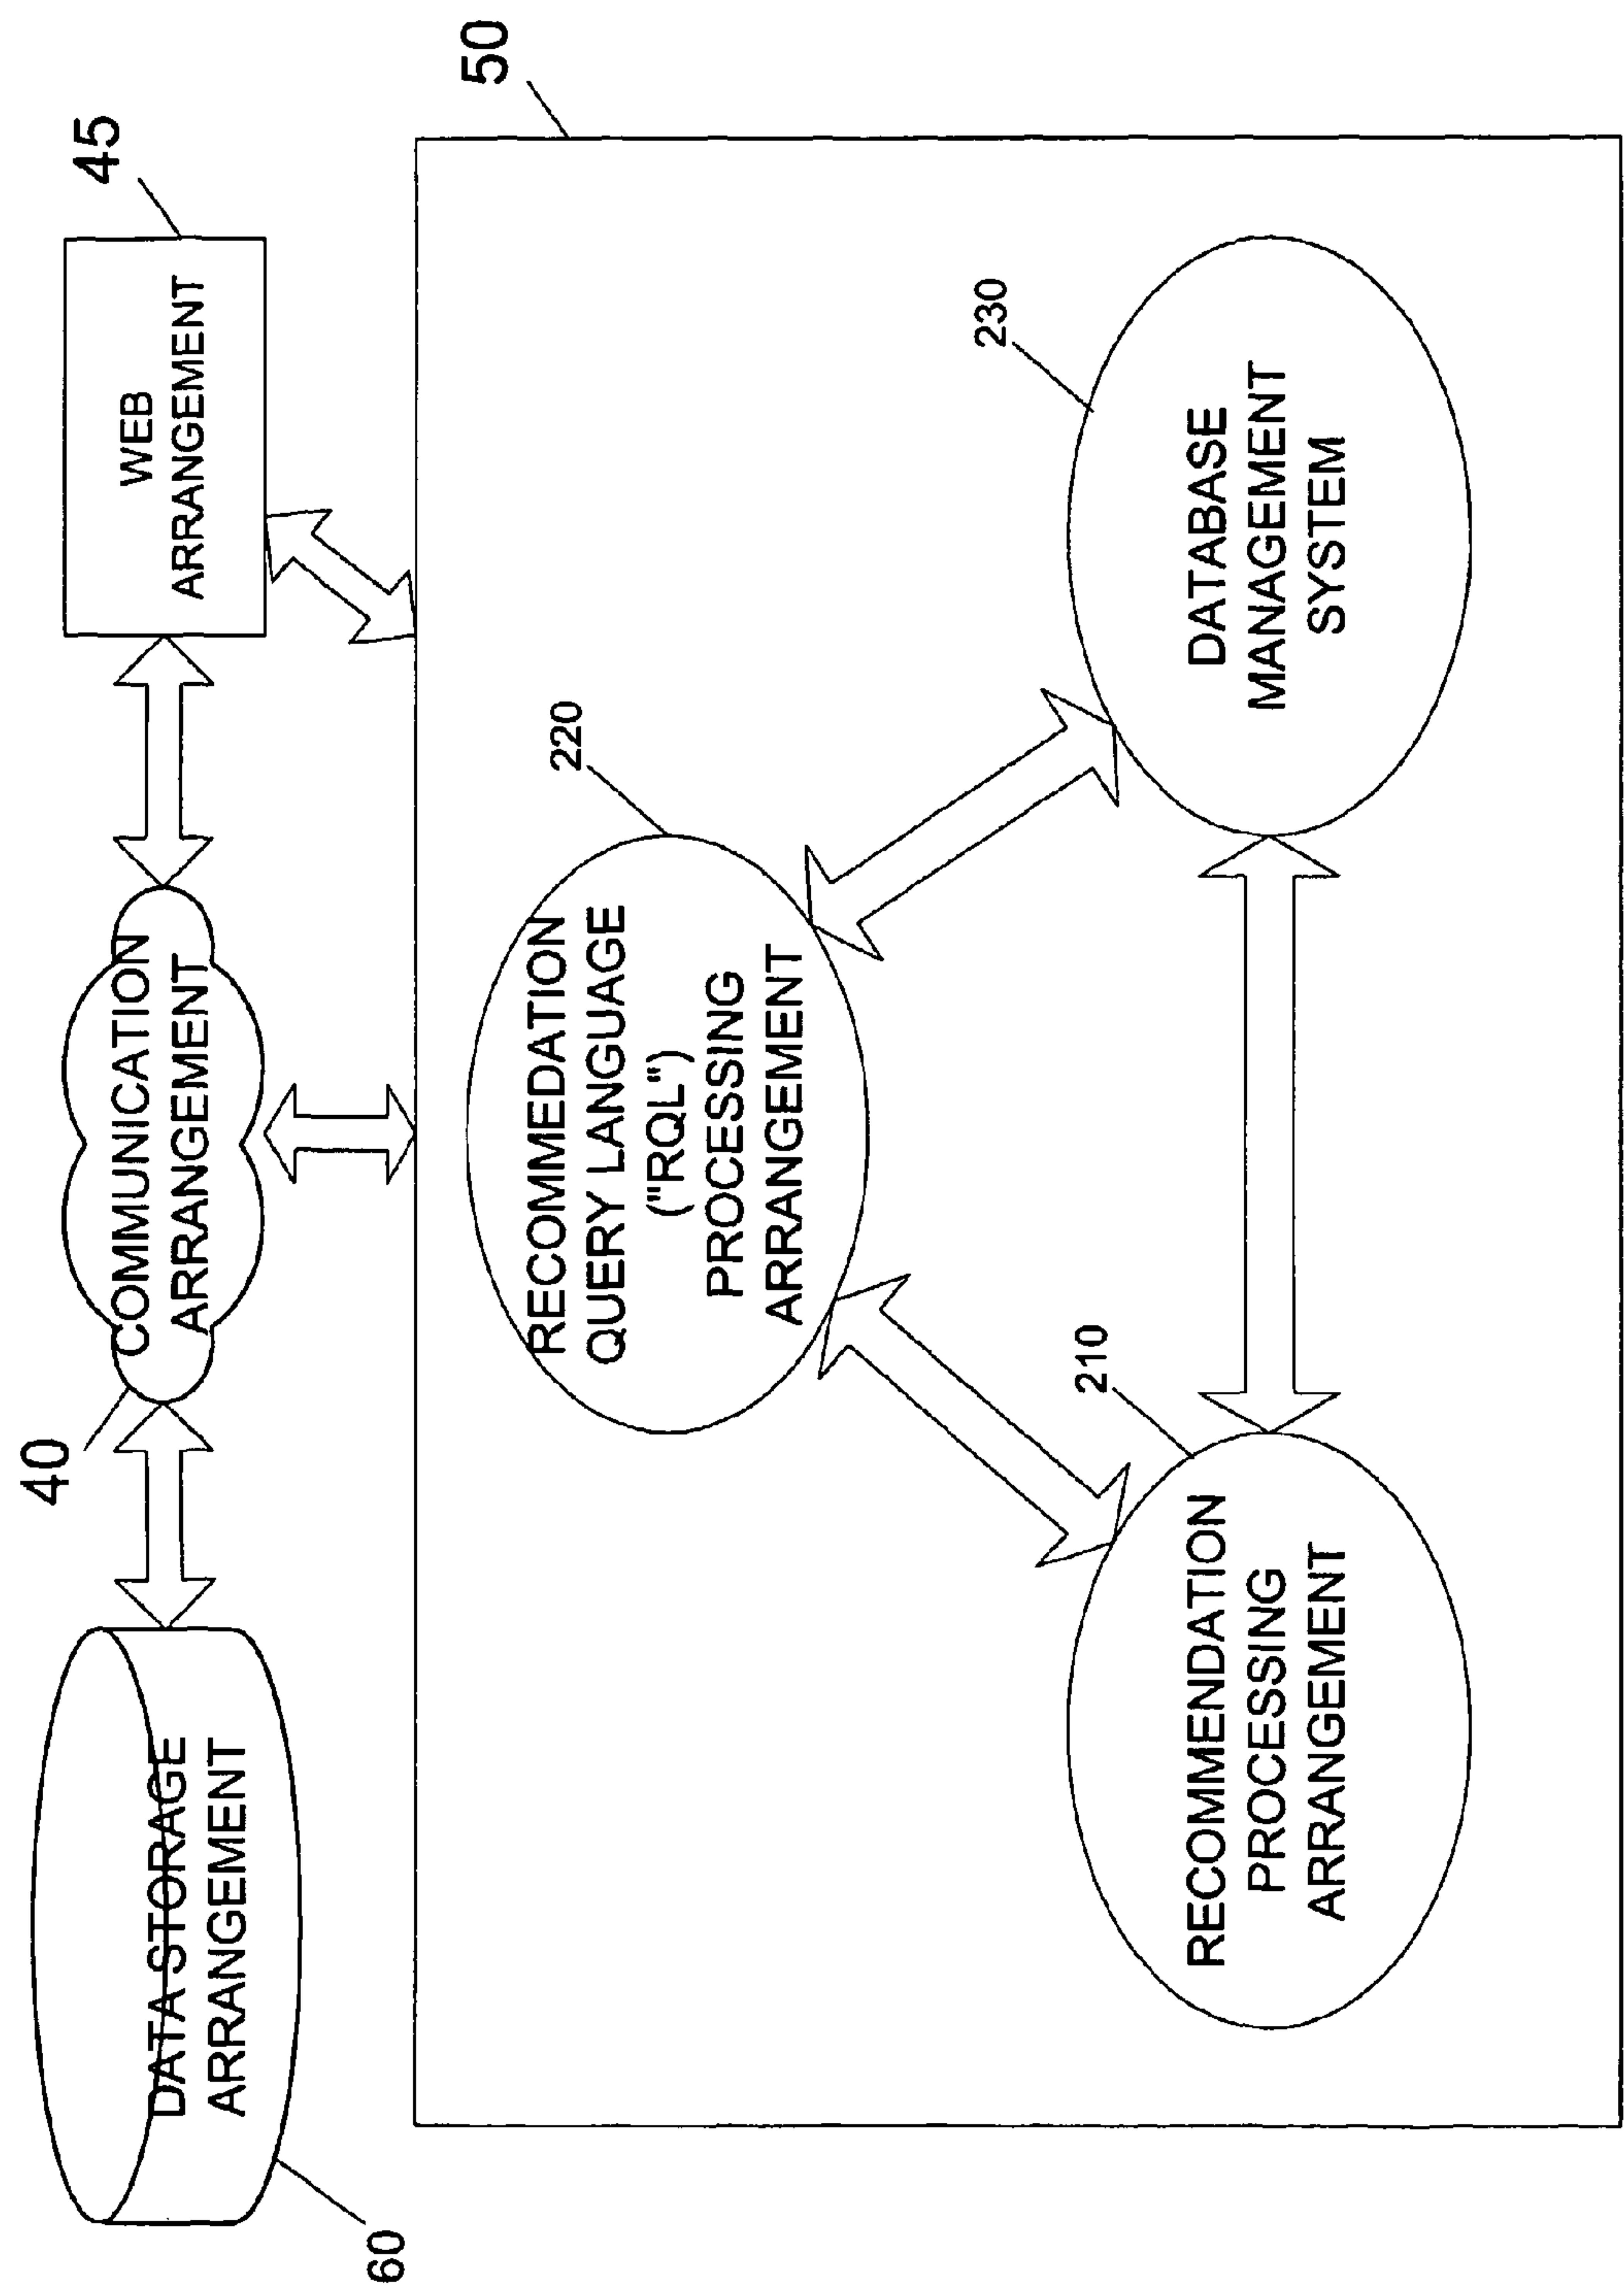 60
DATA STORAGE
ARRANGEMENT
40
COMMUNICATION
ARRANGEMENT
WEB
ARRANGEMENT
45
50
220
RECOMMEDATION
QUERY LANGUAGE
("RQL")
PROCESSING
ARRANGEMENT
210
RECOMMENDATION
PROCESSING
ARRANGEMENT
230
DATABASE
MANAGEMENT
SYSTEM